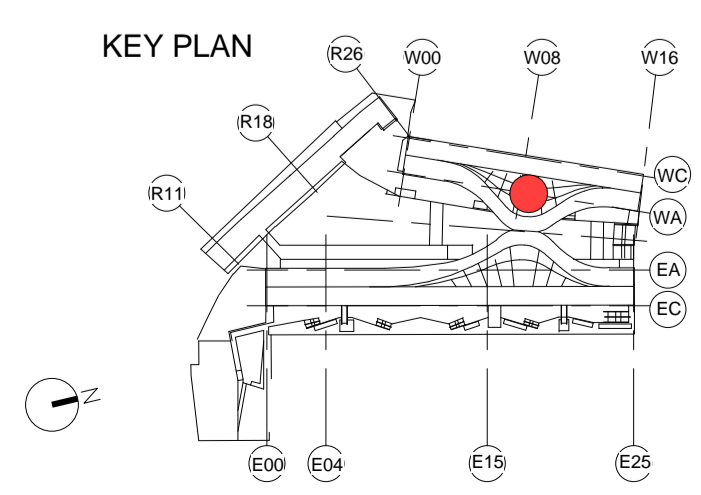 KEY PLAN
R26
W00
W08
W16
R18
R11
WC
WA
EA
EC
N
E00
E04
E15
E25